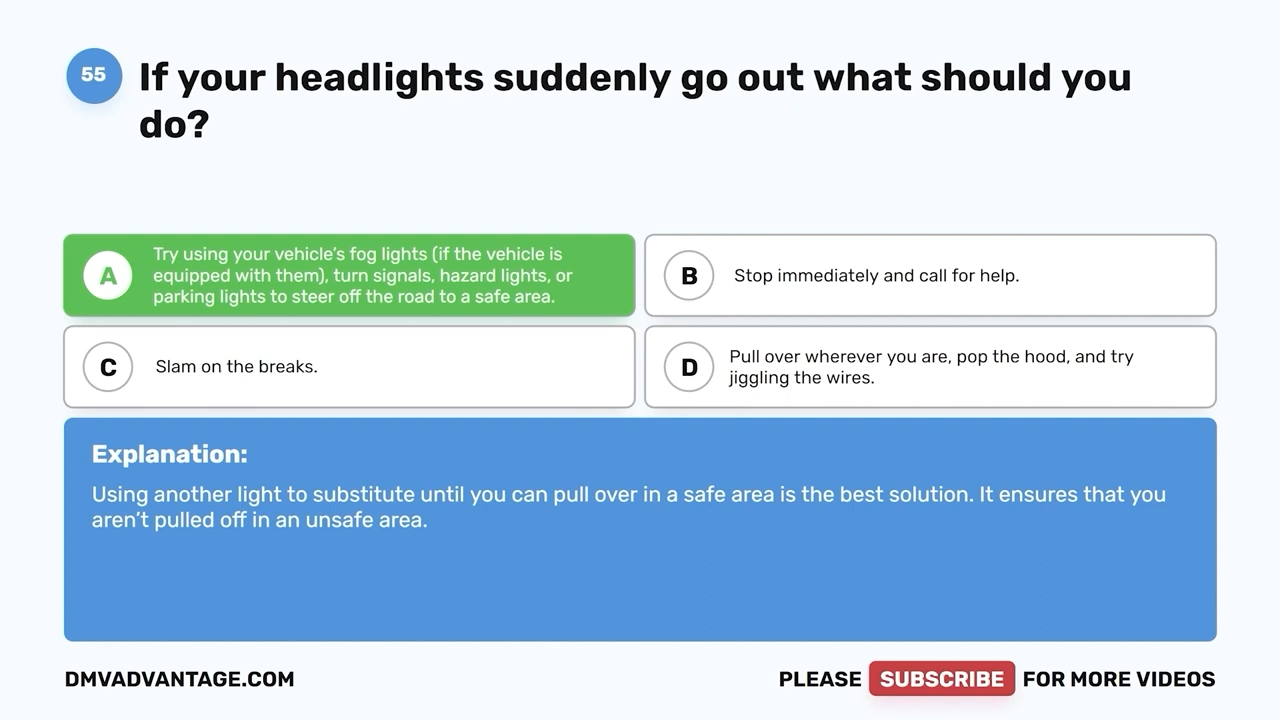 55
If your headlights suddenly go out what should you
do?
A
Try using your vehicle's fog lights (if the vehicle is
equipped with them), turn signals, hazard lights, or
parking lights to steer off the road to a safe area.
B
Stop immediately and call for help.
C
Slam on the breaks.
D
Pull over wherever you are, pop the hood, and try
jiggling the wires.
Explanation:
Using another light to substitute until you can pull over in a safe area is the best solution. It ensures that you
aren't pulled off in an unsafe area.
DMVADVANTAGE.COM
PLEASE SUBSCRIBE FOR MORE VIDEOS